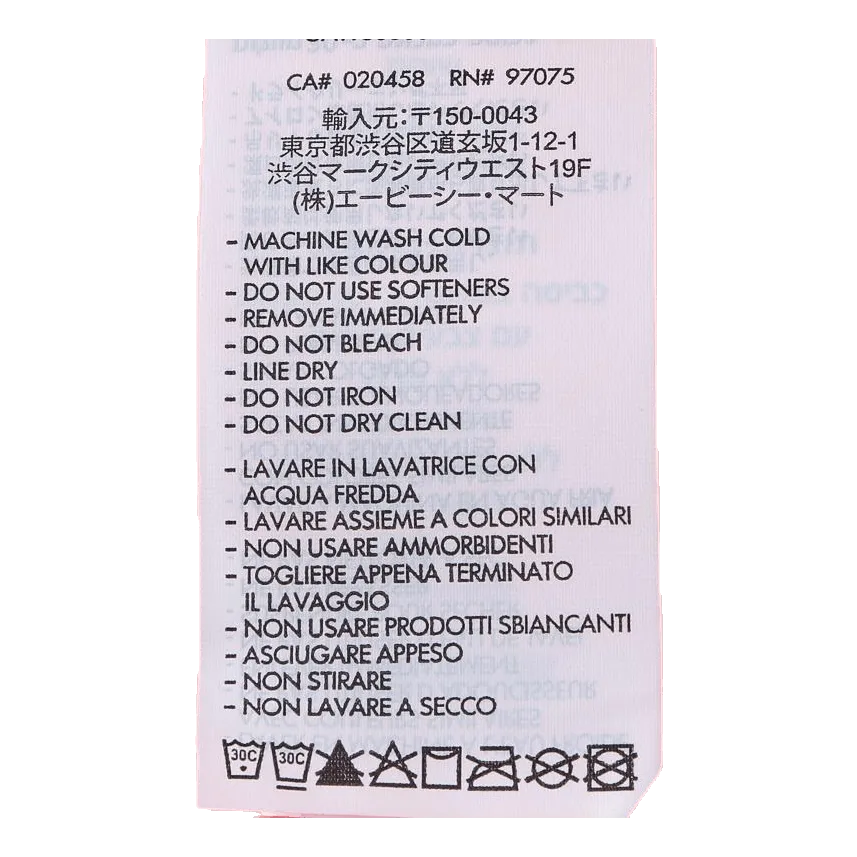 CA# 020458 RN# 97075
輸入元:〒150-0043
東京都渋谷区道玄坂1-12-1
渋谷マークシティウエスト19F
(株)エービーシー・マート
- MACHINE WASH COLD
WITH LIKE COLOUR
- DO NOT USE SOFTENERS
- REMOVE IMMEDIATELY
- DO NOT BLEACH
- LINE DRY
- DO NOT IRON
- DO NOT DRY CLEAN
- LAVARE IN LAVATRICE CON
ACQUA FREDDA
- LAVARE ASSIEME A COLORI SIMILARI
- NON USARE AMMORBIDENTI
- TOGLIERE APPENA TERMINATO
IL LAVAGGIO
- NON USARE PRODOTTI SBIANCANTI
- ASCIUGARE APPESO
- NON STIRARE
- NON LAVARE A SECCO
30C 30C